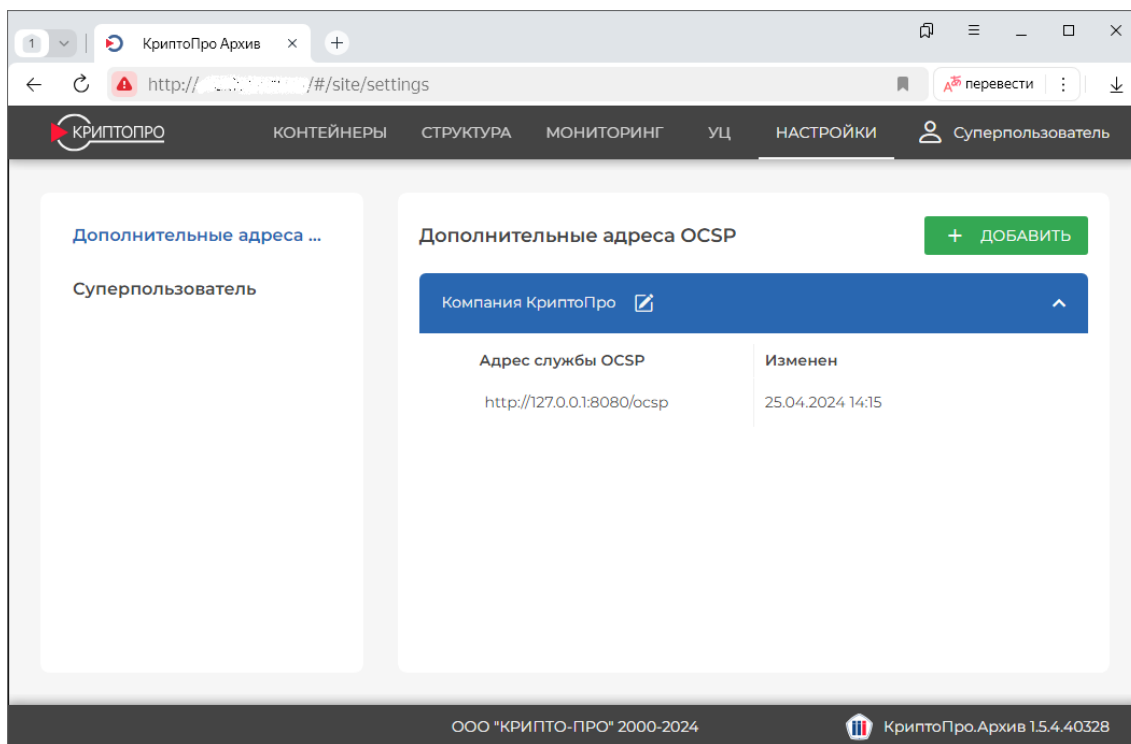 1
КриптоПро Архив
http:// /#/site/settings
перевести
КРИПТОПРО
КОНТЕЙНЕРЫ СТРУКТУРА МОНИТОРИНГ УЦ НАСТРОЙКИ Суперпользователь
Дополнительные адреса ...
Суперпользователь
Дополнительные адреса OCSP
+ ДОБАВИТЬ
Компания КриптоПро
Адрес службы OCSP Изменен
http://127.0.0.1:8080/ocsp 25.04.2024 14:15
ООО "КРИПТО-ПРО" 2000-2024
КриптоПро.Архив 1.5.4.40328